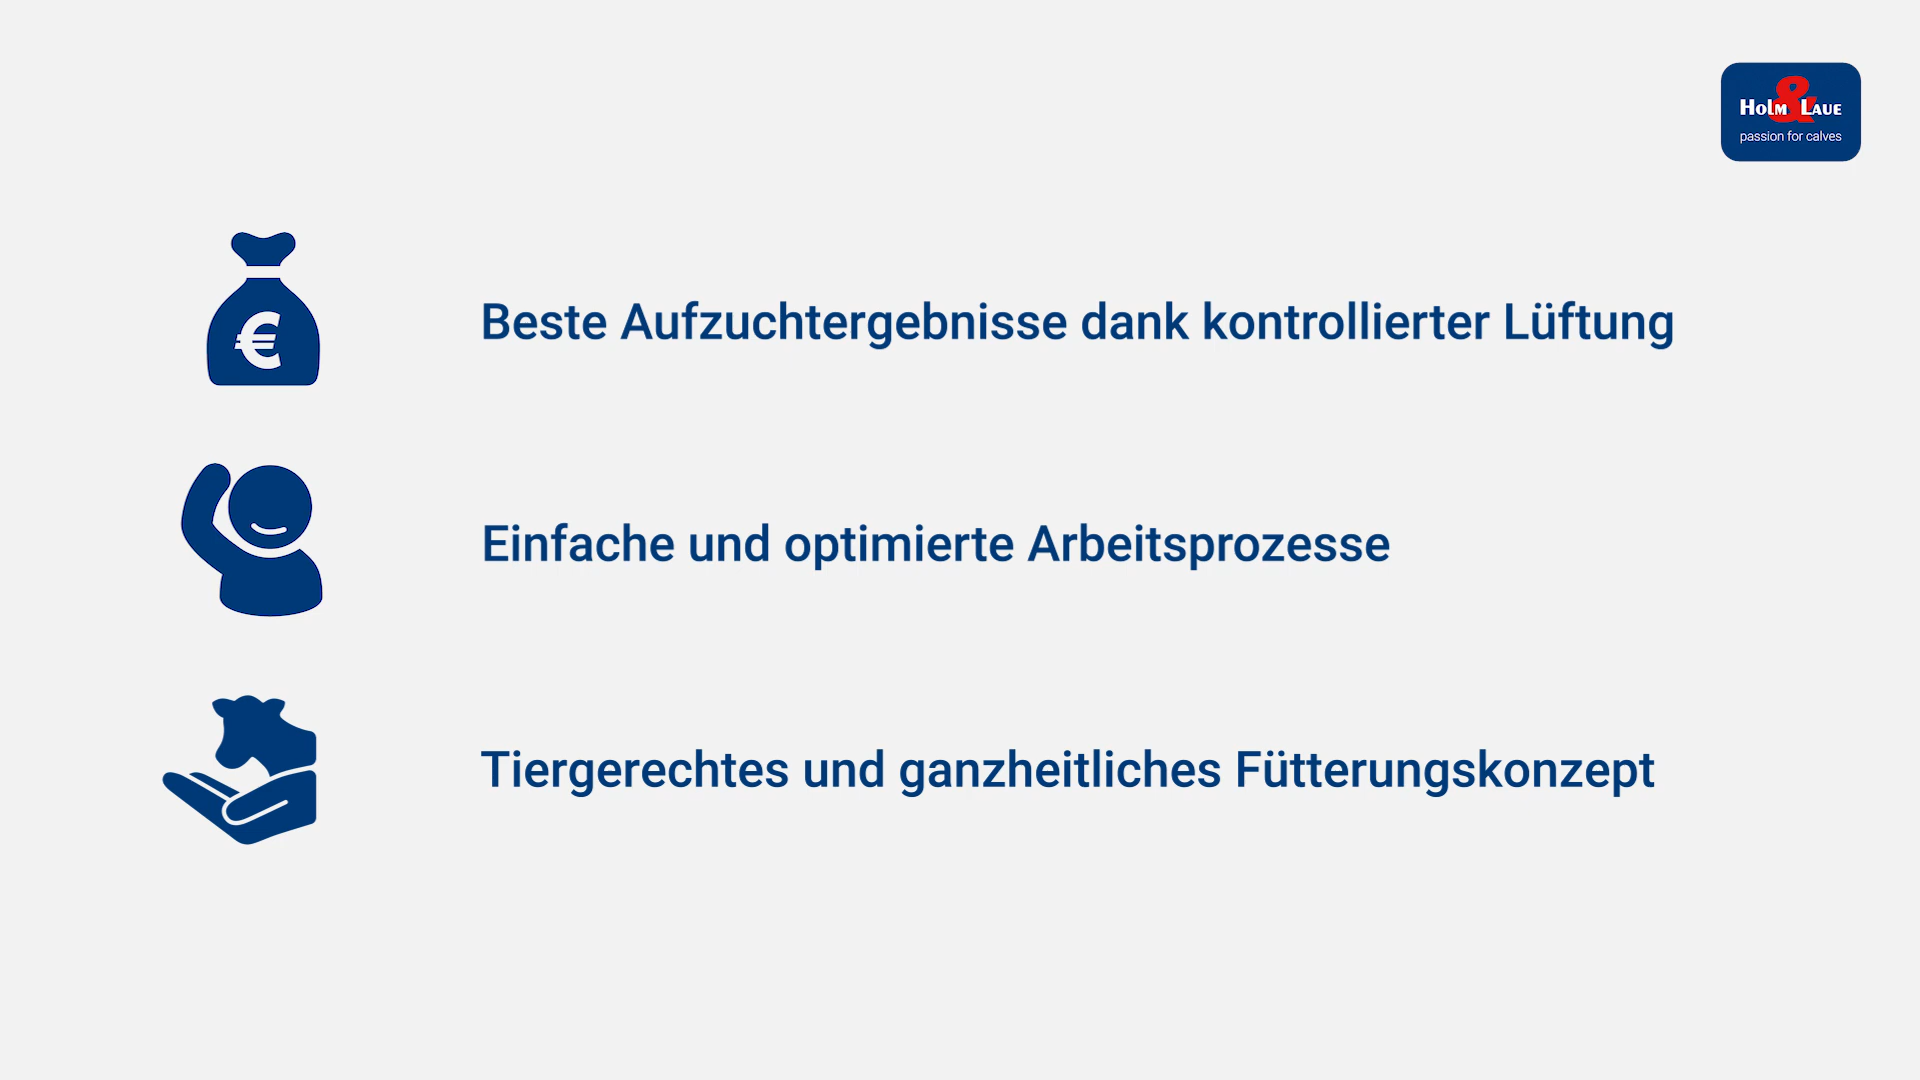 Holm & Laue
passion for calves
€
Beste Aufzuchtergebnisse dank kontrollierter Lüftung
Einfache und optimierte Arbeitsprozesse
Tiergerechtes und ganzheitliches Fütterungskonzept